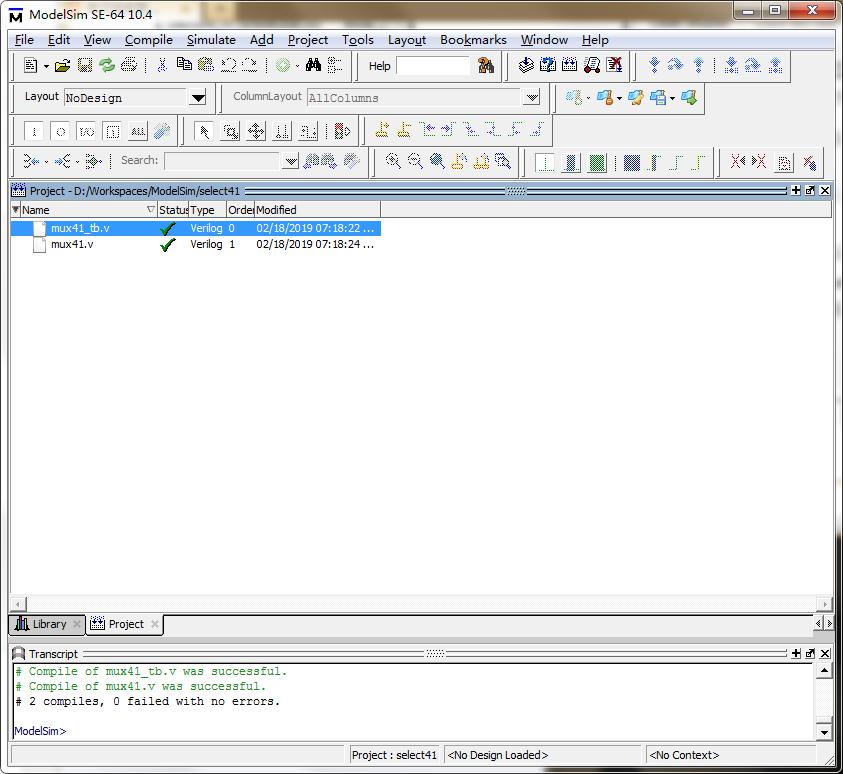 ModelSim SE-64 10.4
File Edit View Compile Simulate Add Project Tools Layout Bookmarks Window Help
Help
Layout NoDesign ColumnLayout AllColumns
Search:
Project - D:/Workspaces/ModelSim/select41
Name Status Type Order Modified
mux41_tb.v Verilog 0 02/18/2019 07:18:22 ...
mux41.v Verilog 1 02/18/2019 07:18:24 ...
Library Project
Transcript
# Compile of mux41_tb.v was successful.
# Compile of mux41.v was successful.
# 2 compiles, 0 failed with no errors.
ModelSim>
Project : select41 <No Design Loaded> <No Context>